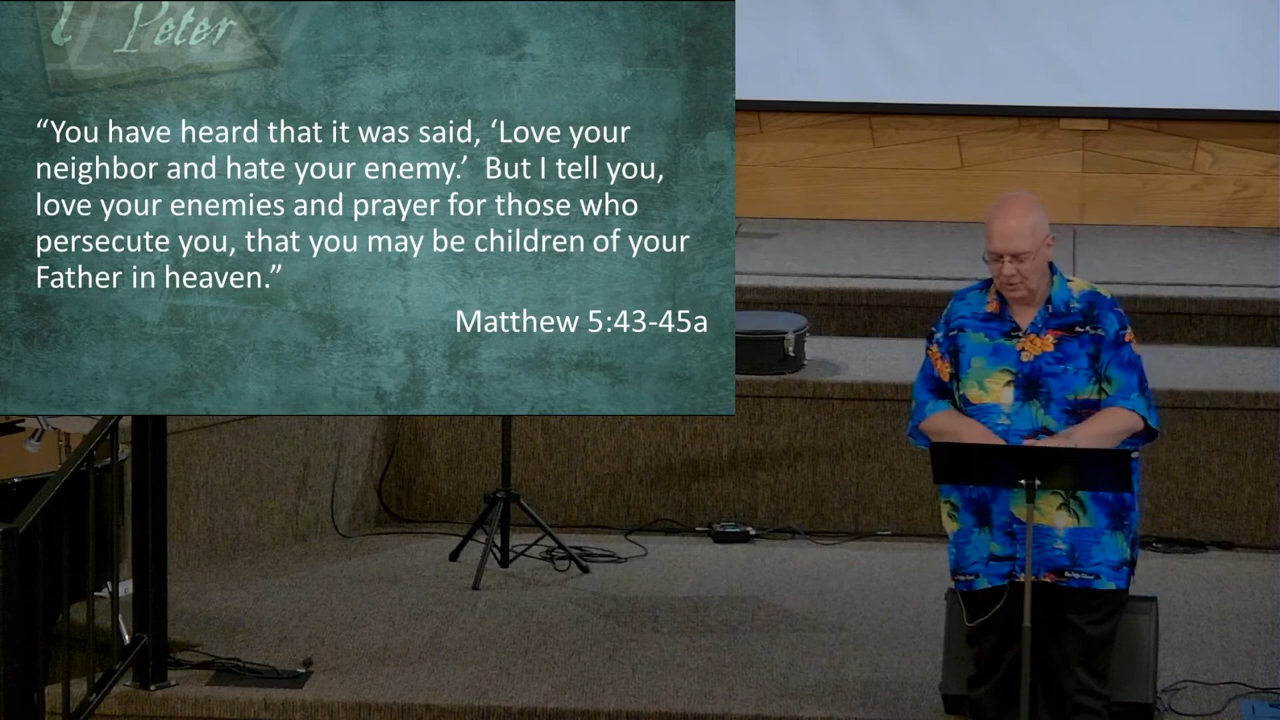 1 Peter
“You have heard that it was said, ‘Love your
neighbor and hate your enemy.’ But I tell you,
love your enemies and prayer for those who
persecute you, that you may be children of your
Father in heaven.”
Matthew 5:43-45a